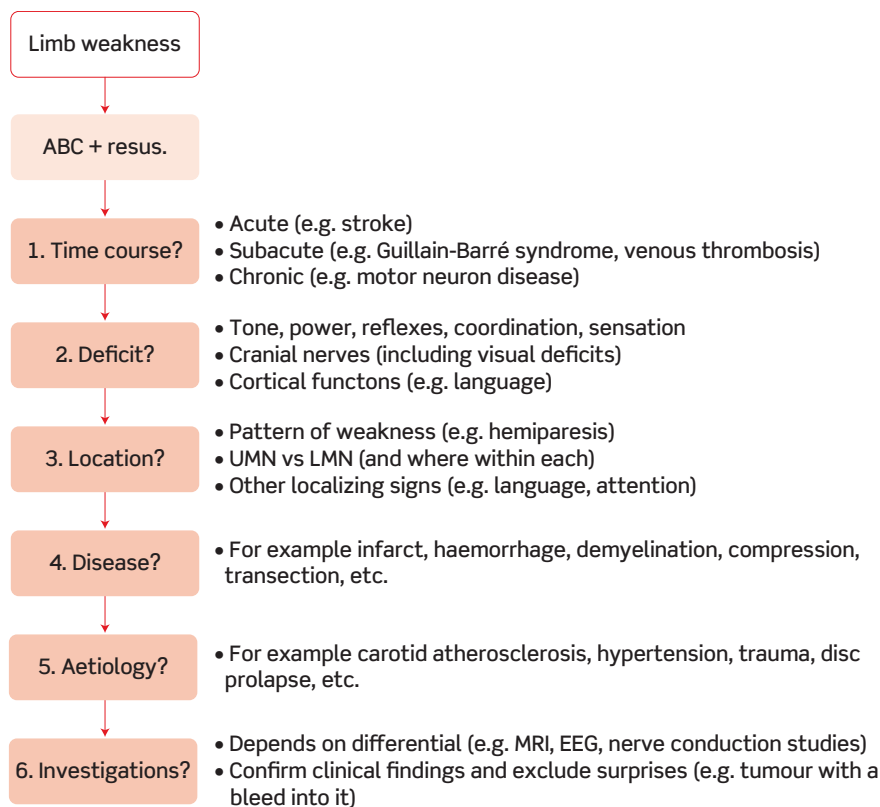 Limb weakness
ABC + resus.
1. Time course?
• Acute (e.g. stroke)
• Subacute (e.g. Guillain-Barré syndrome, venous thrombosis)
• Chronic (e.g. motor neuron disease)
2. Deficit?
• Tone, power, reflexes, coordination, sensation
• Cranial nerves (including visual deficits)
• Cortical functons (e.g. language)
3. Location?
• Pattern of weakness (e.g. hemiparesis)
• UMN vs LMN (and where within each)
• Other localizing signs (e.g. language, attention)
4. Disease?
• For example infarct, haemorrhage, demyelination, compression,
transection, etc.
5. Aetiology?
• For example carotid atherosclerosis, hypertension, trauma, disc
prolapse, etc.
6. Investigations?
• Depends on differential (e.g. MRI, EEG, nerve conduction studies)
• Confirm clinical findings and exclude surprises (e.g. tumour with a
bleed into it)